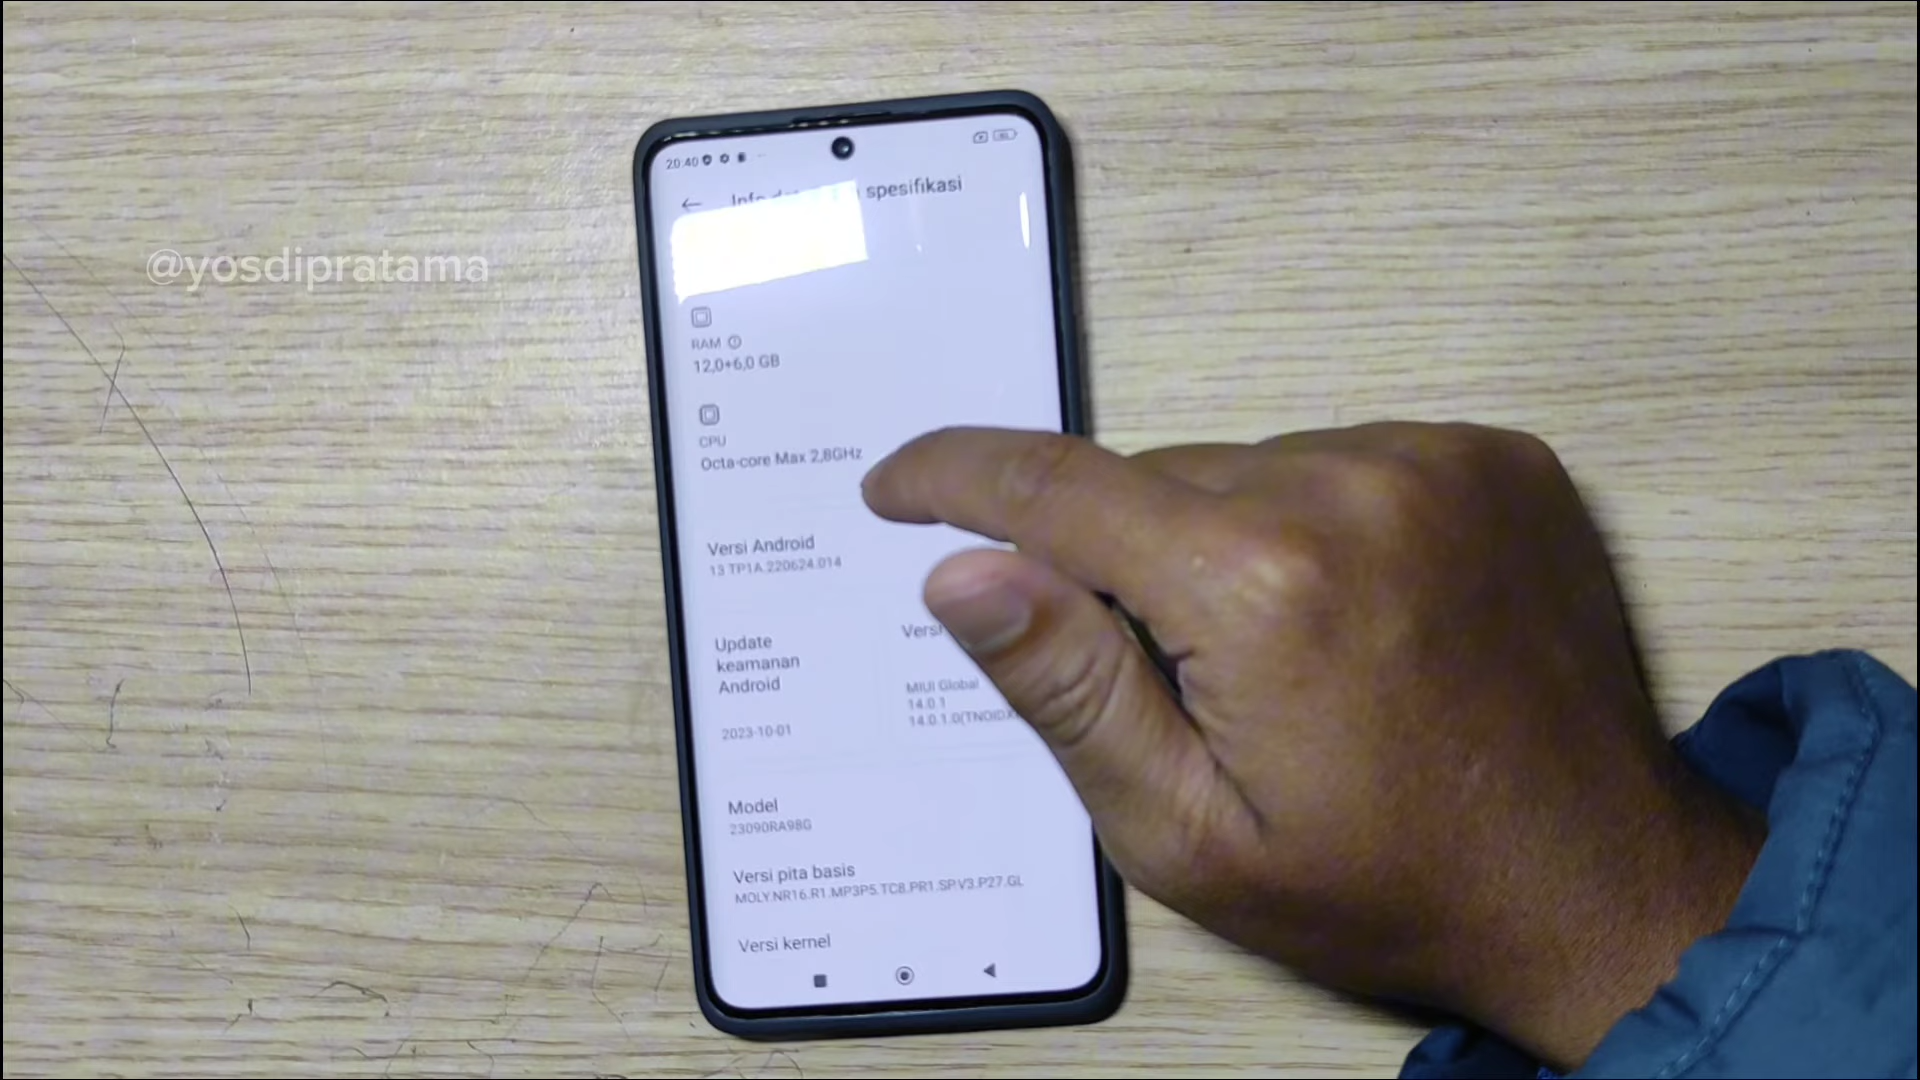 20:40
spesifikasi
@yosdipratama
RAM
12,0+6,0 GB
CPU
Octa-core Max 2,8GHz
Versi Android
13 TP1A.220624.014
Update
keamanan
Android
2023-10-01
MIUI Global
14.0.1
Model
23090RA98G
Versi pita basis
MOLY.NR16.R1.MP3P5.TC8.PR1.SP.V3.P27.GL
Versi kernel